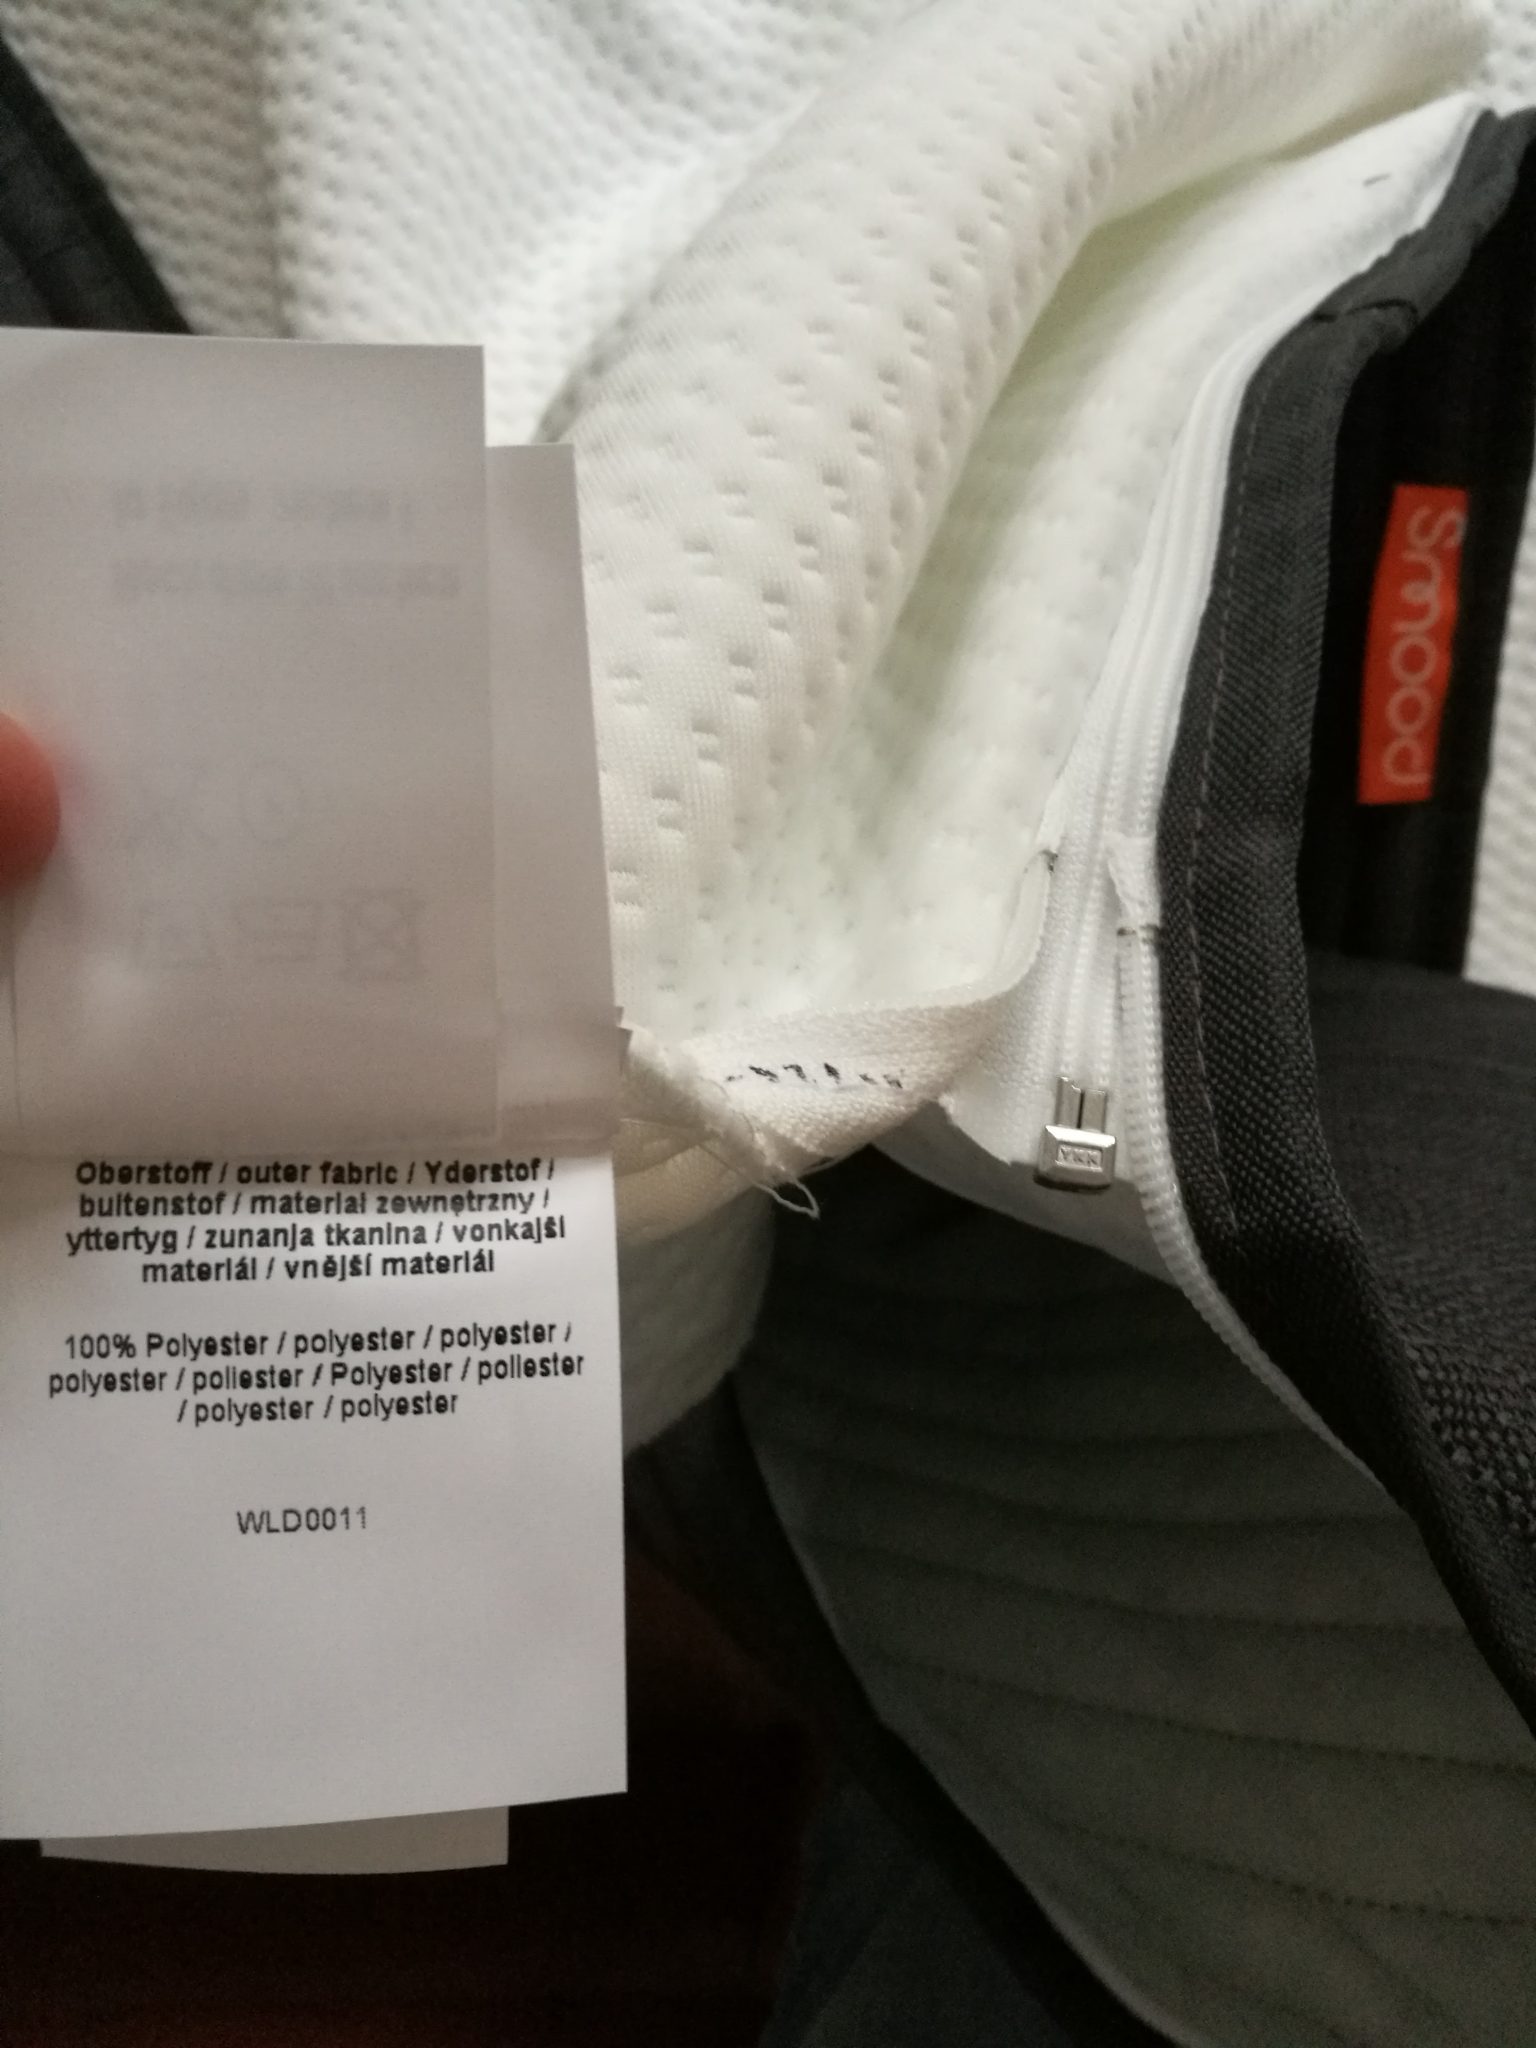 Smood
YKK
Oberstoff / outer fabric / Yderstof /
buitenstof / materiał zewnętrzny /
yttertyg / zunanja tkanina / vonkajší
materiál / vnější materiál
100% Polyester / polyester / polyester /
polyester / poliester / Polyester / poliester
/ polyester / polyester
WLD0011